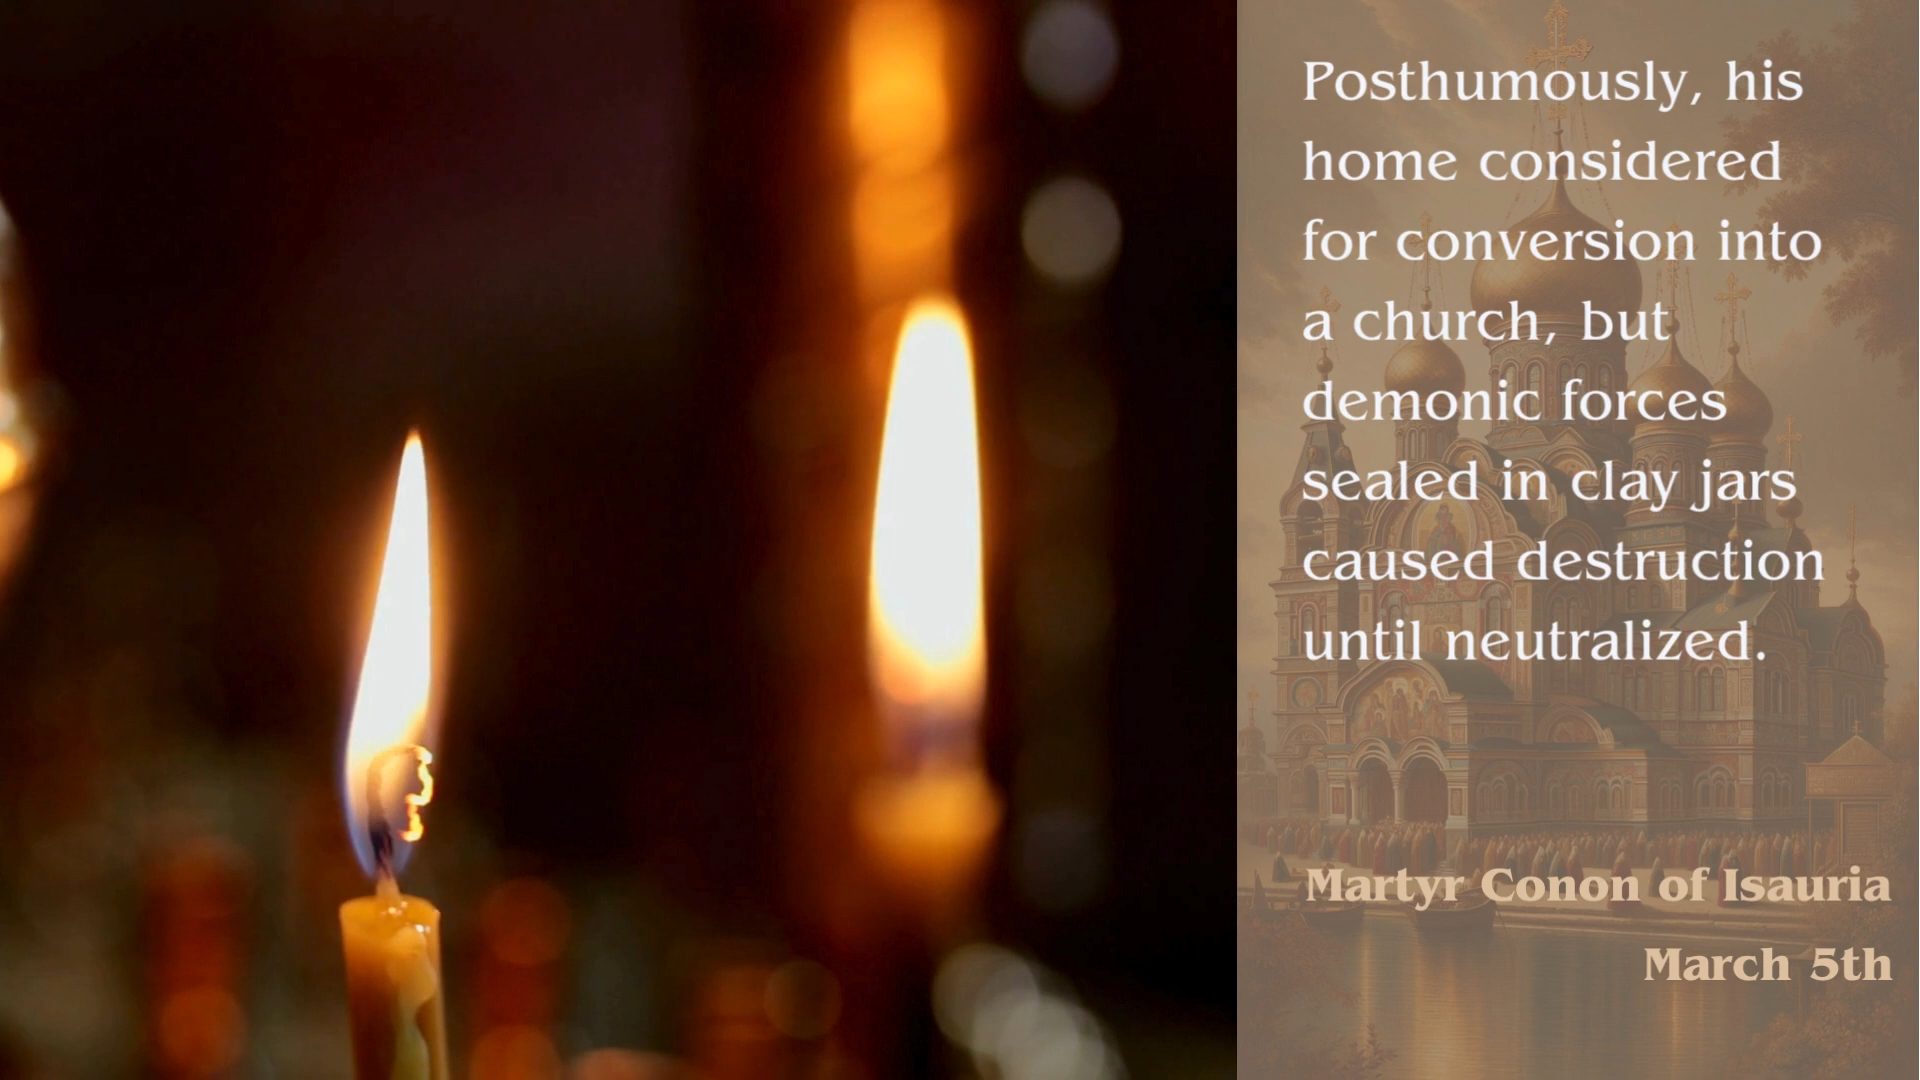 Posthumously, his
home considered
for conversion into
a church, but
demonic forces
sealed in clay jars
caused destruction
until neutralized.
Martyr Conon of Isauria
March 5th